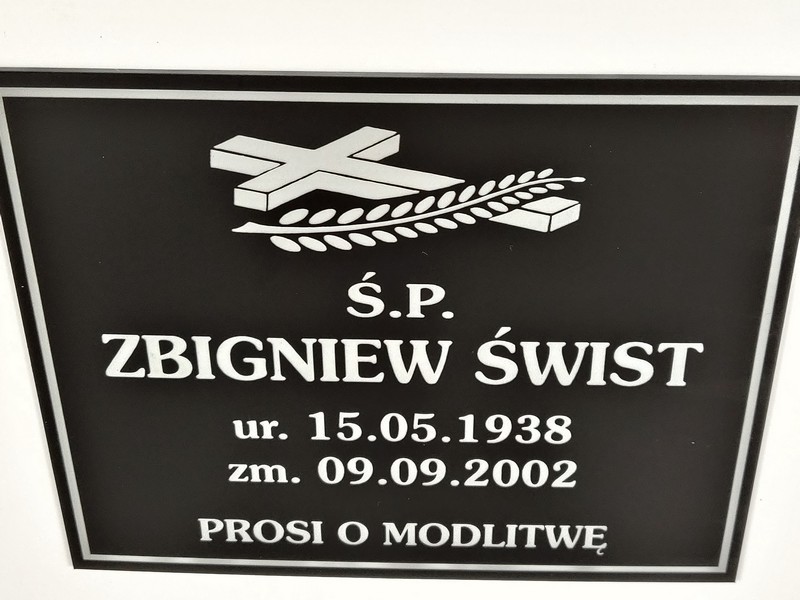 Ś.P.
ZBIGNIEW ŚWIST
ur. 15.05.1938
zm. 09.09.2002
PROSI O MODLITWĘ